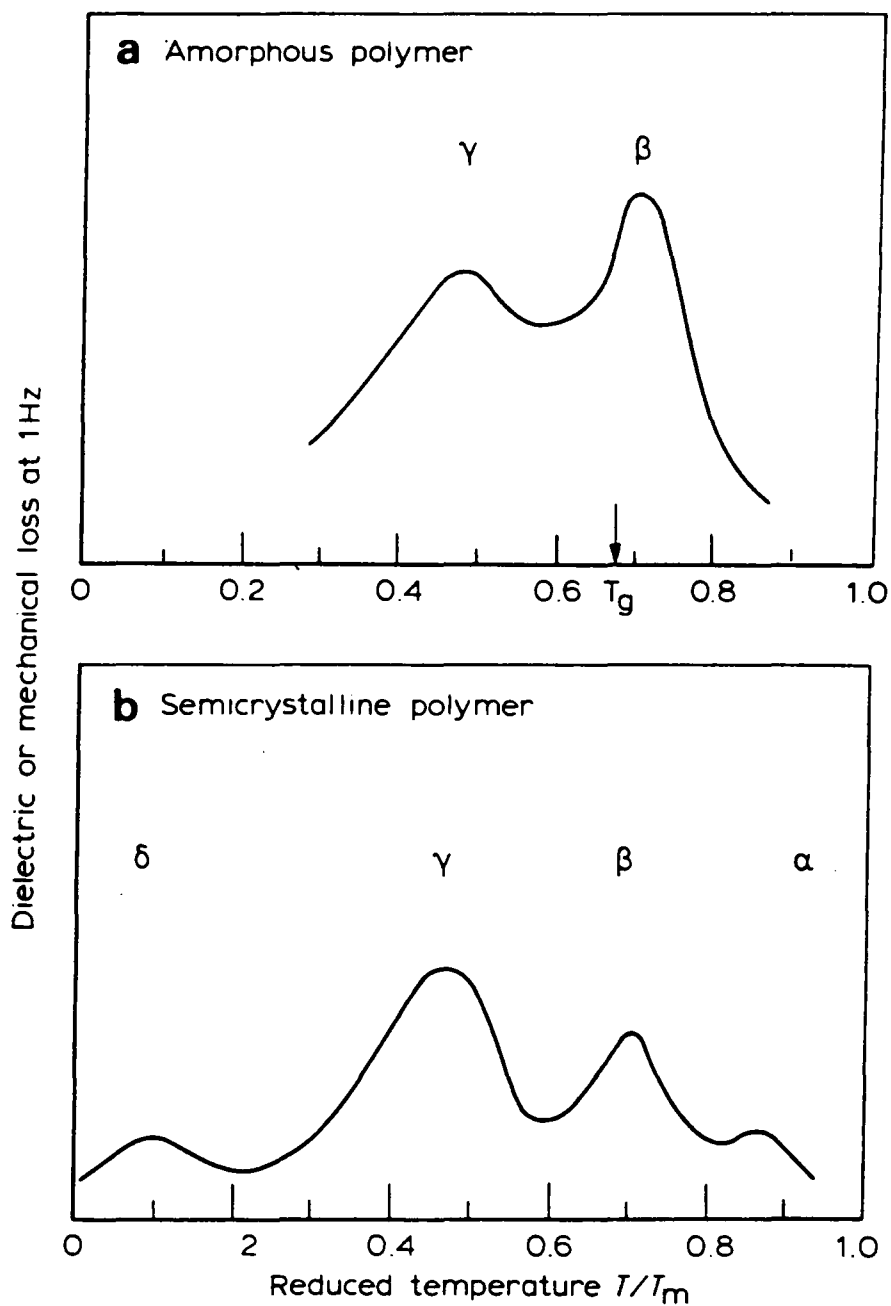 a Amorphous polymer
γ β
0 0.2 0.4 0.6 Tg 0.8 1.0
Dielectric or mechanical loss at 1Hz
b Semicrystalline polymer
δ γ β α
0 2 0.4 0.6 0.8 1.0
Reduced temperature T/Tm